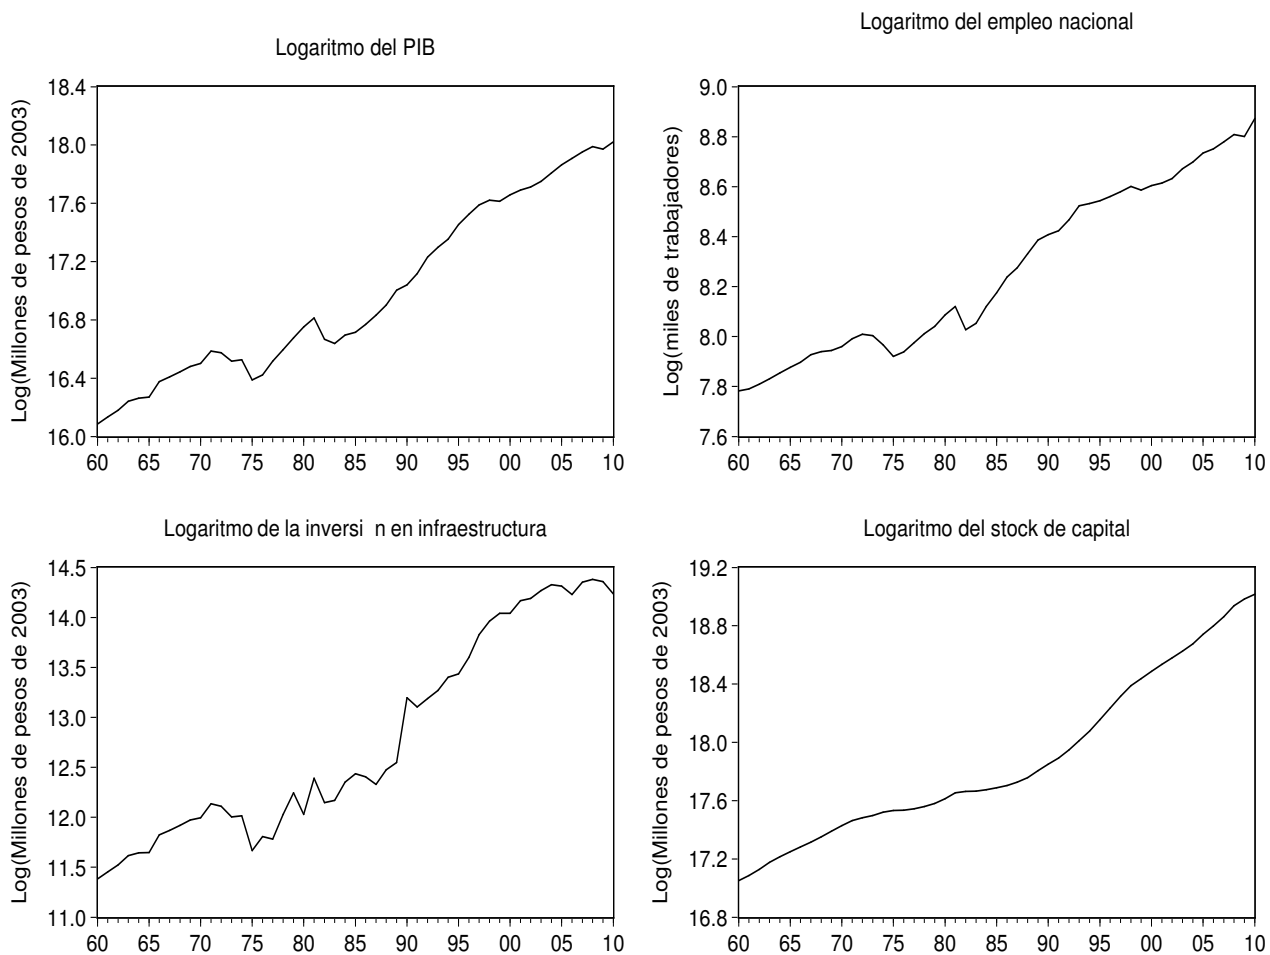 Logaritmo del PIB
Log(Millones de pesos de 2003)
18.4
18.0
17.6
17.2
16.8
16.4
16.0
60 65 70 75 80 85 90 95 00 05 10
Logaritmo del empleo nacional
Log(miles de trabajadores)
9.0
8.8
8.6
8.4
8.2
8.0
7.8
7.6
60 65 70 75 80 85 90 95 00 05 10
Logaritmo de la inversi n en infraestructura
Log(Millones de pesos de 2003)
14.5
14.0
13.5
13.0
12.5
12.0
11.5
11.0
60 65 70 75 80 85 90 95 00 05 10
Logaritmo del stock de capital
Log(Millones de pesos de 2003)
19.2
18.8
18.4
18.0
17.6
17.2
16.8
60 65 70 75 80 85 90 95 00 05 10